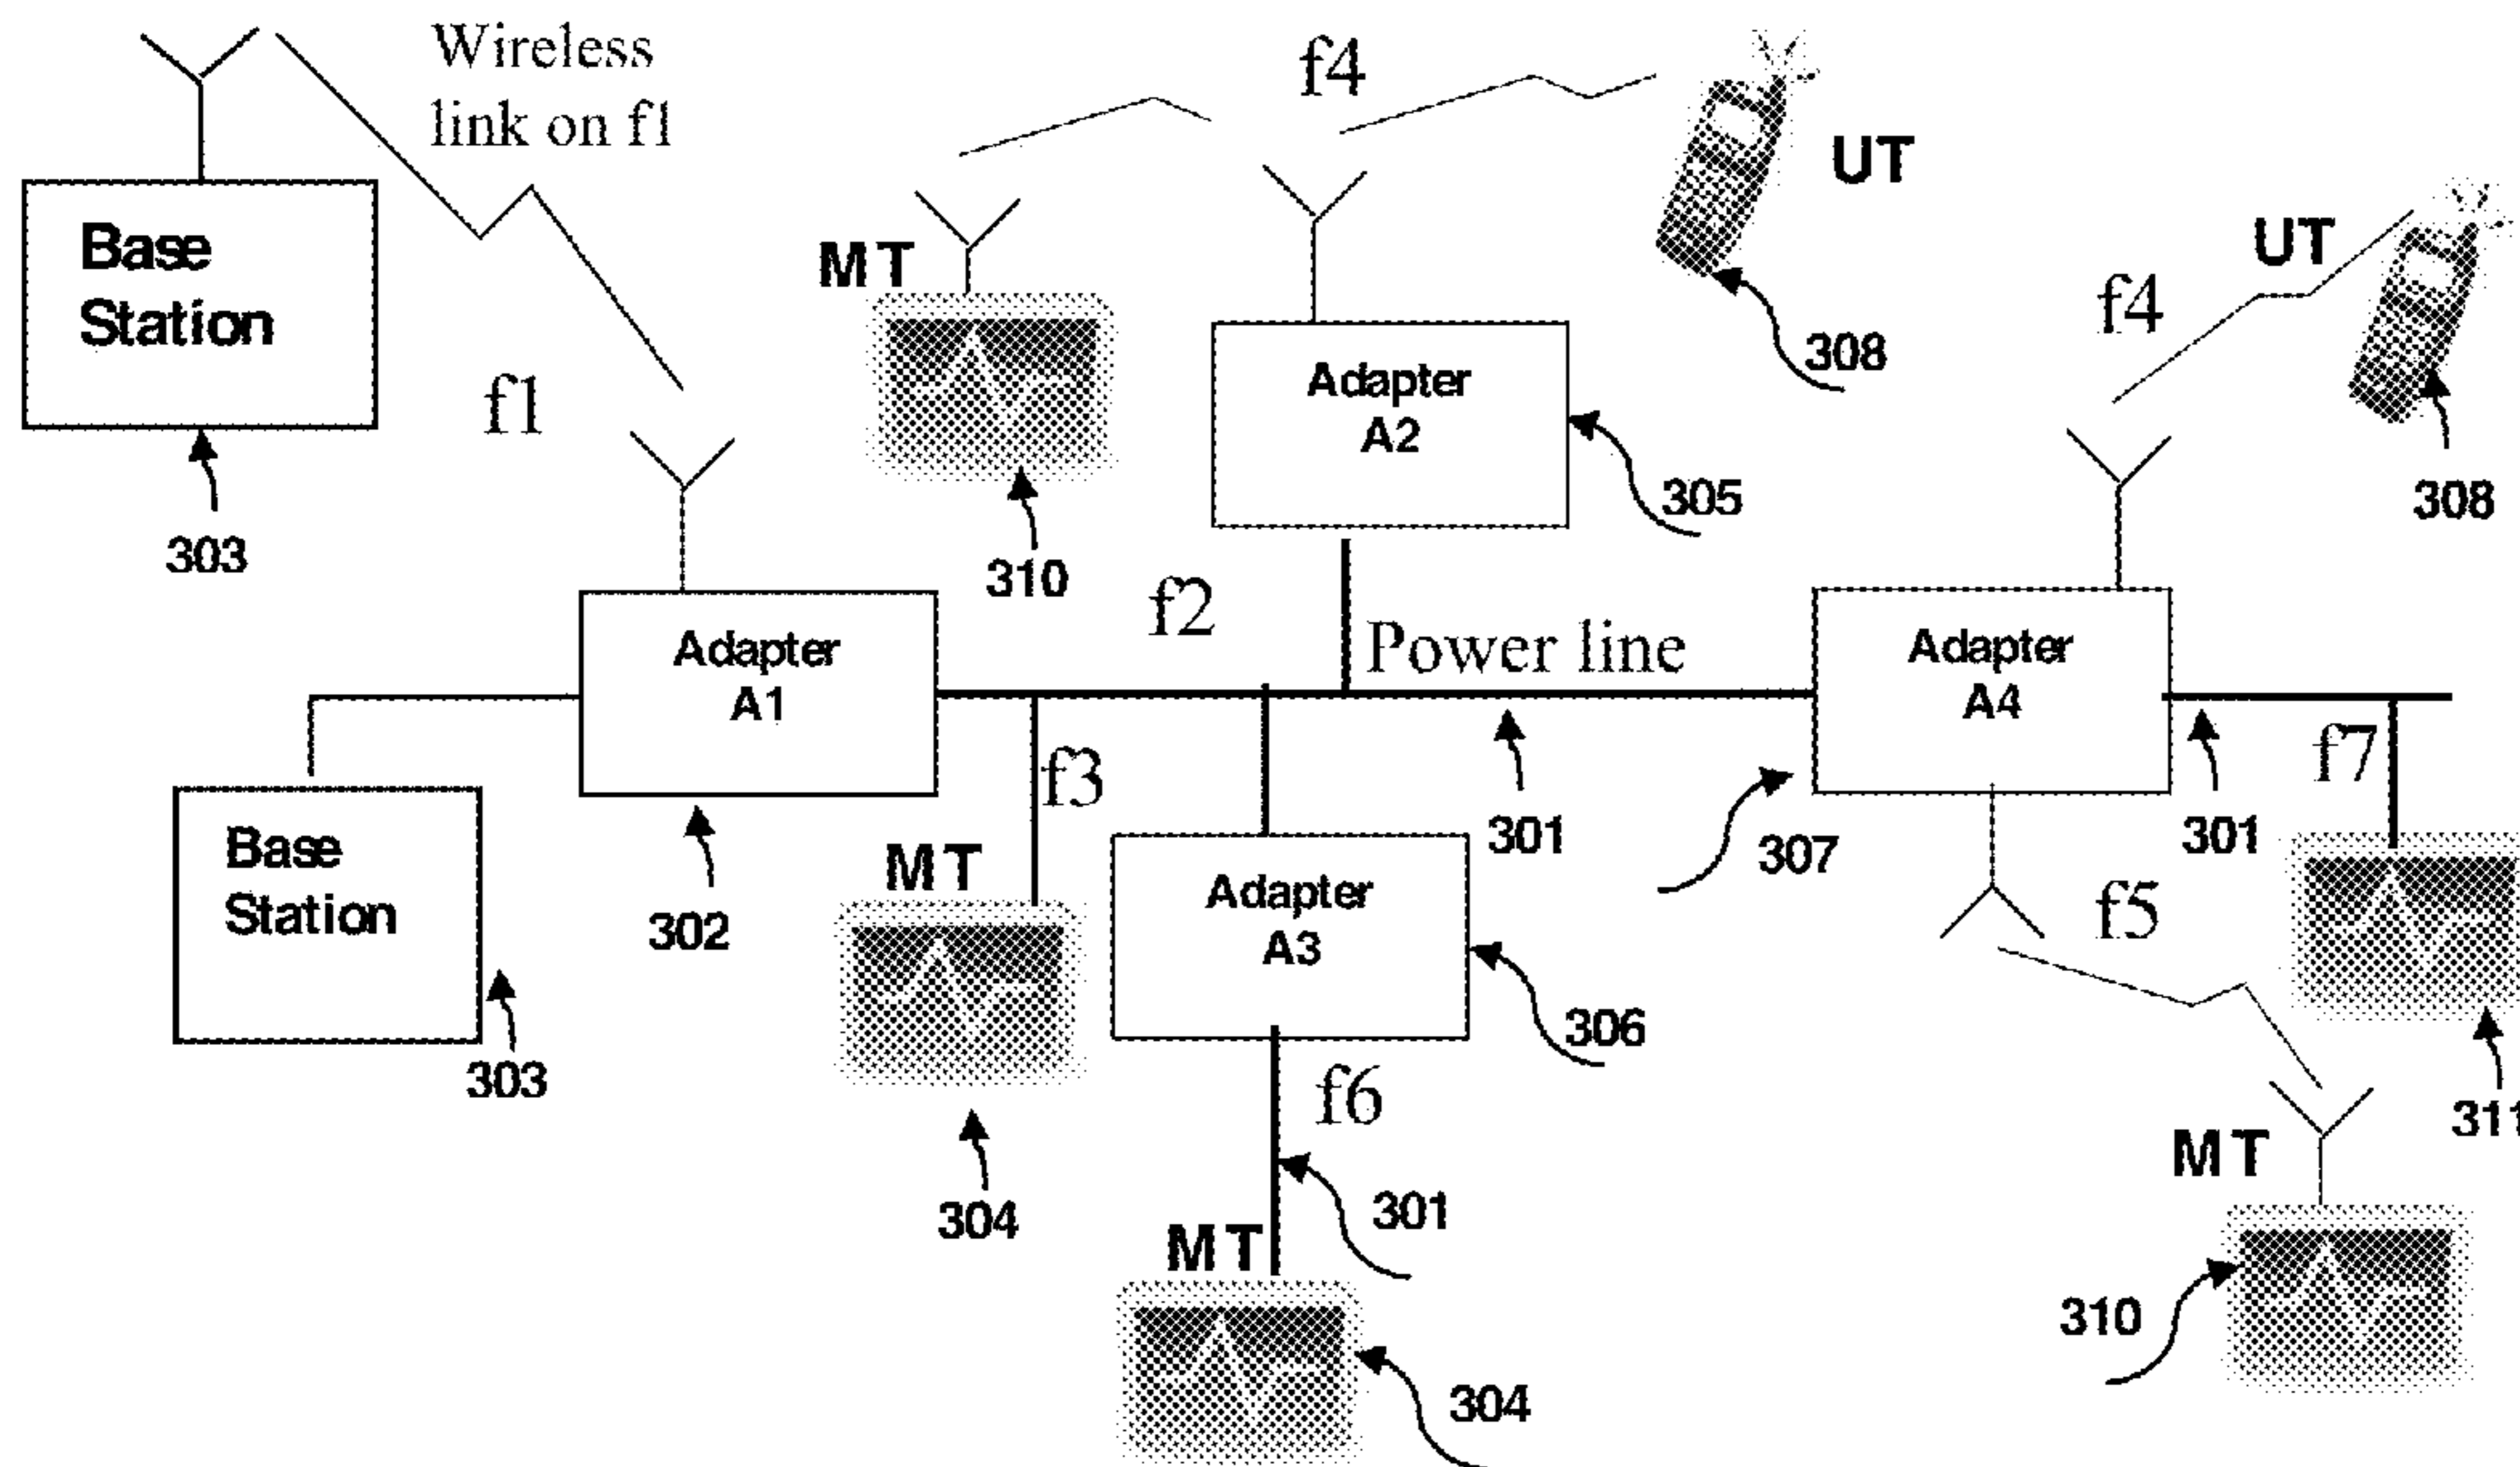 Wireless
link on f1
f4
UT
Base
Station
MT
UT
f4
308
Adapter
A2
f1
305
308
303
310
f2
Power line
Adapter
A1
Adapter
A4
f3
f7
301
307
301
Base
Station
MT
302
Adapter
A3
f5
306
303
f6
311
MT
304
301
MT
310
304